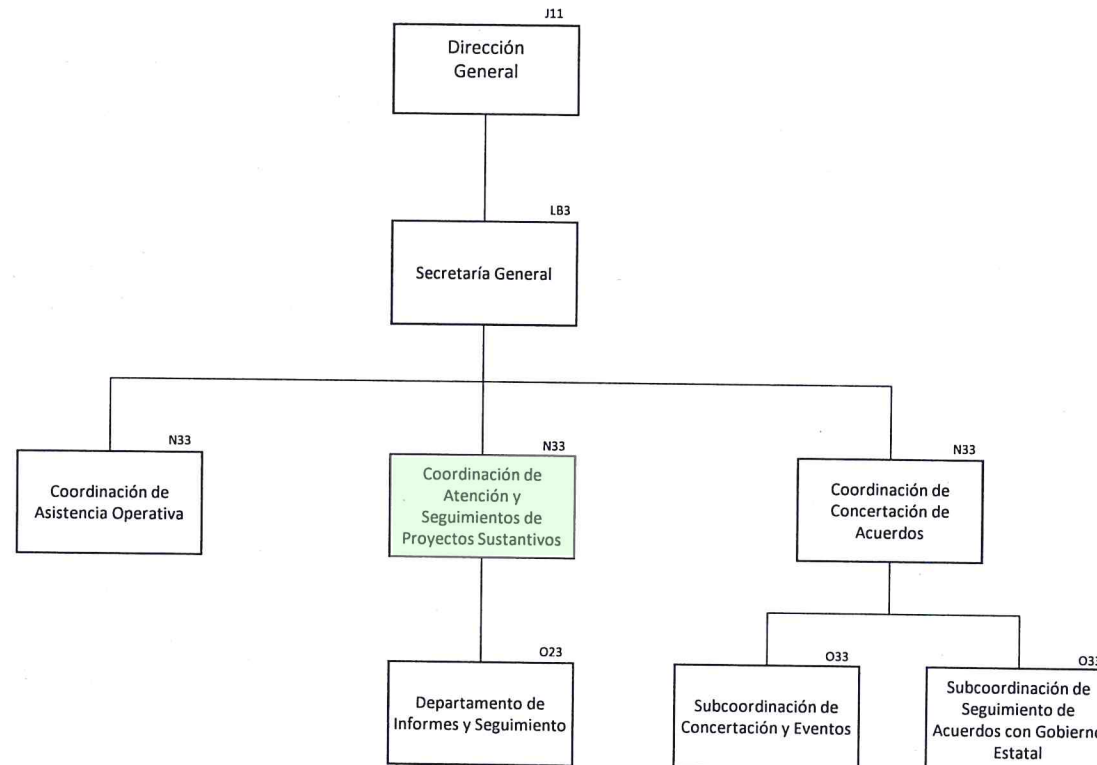 J11
Dirección
General
LB3
Secretaría General
N33
Coordinación de
Asistencia Operativa
N33
Coordinación de
Atención y
Seguimientos de
Proyectos Sustantivos
N33
Coordinación de
Concertación de
Acuerdos
O23
Departamento de
Informes y Seguimiento
O33
Subcoordinación de
Concertación y Eventos
O33
Subcoordinación de
Seguimiento de
Acuerdos con Gobierno
Estatal